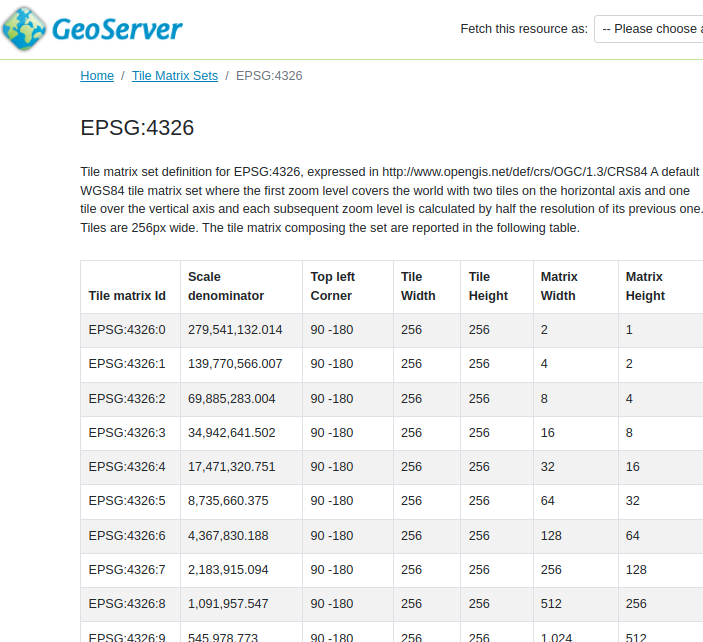 GeoServer Fetch this resource as: -- Please choose a
Home / Tile Matrix Sets / EPSG:4326
EPSG:4326
Tile matrix set definition for EPSG:4326, expressed in http://www.opengis.net/def/crs/OGC/1.3/CRS84 A default
WGS84 tile matrix set where the first zoom level covers the world with two tiles on the horizontal axis and one
tile over the vertical axis and each subsequent zoom level is calculated by half the resolution of its previous one.
Tiles are 256px wide. The tile matrix composing the set are reported in the following table.
Tile matrix Id Scale denominator Top left Corner Tile Width Tile Height Matrix Width Matrix Height
EPSG:4326:0 279,541,132.014 90 -180 256 256 2 1
EPSG:4326:1 139,770,566.007 90 -180 256 256 4 2
EPSG:4326:2 69,885,283.004 90 -180 256 256 8 4
EPSG:4326:3 34,942,641.502 90 -180 256 256 16 8
EPSG:4326:4 17,471,320.751 90 -180 256 256 32 16
EPSG:4326:5 8,735,660.375 90 -180 256 256 64 32
EPSG:4326:6 4,367,830.188 90 -180 256 256 128 64
EPSG:4326:7 2,183,915.094 90 -180 256 256 256 128
EPSG:4326:8 1,091,957.547 90 -180 256 256 512 256
EPSG:4326:9 545,978.773 90 -180 256 256 1,024 512